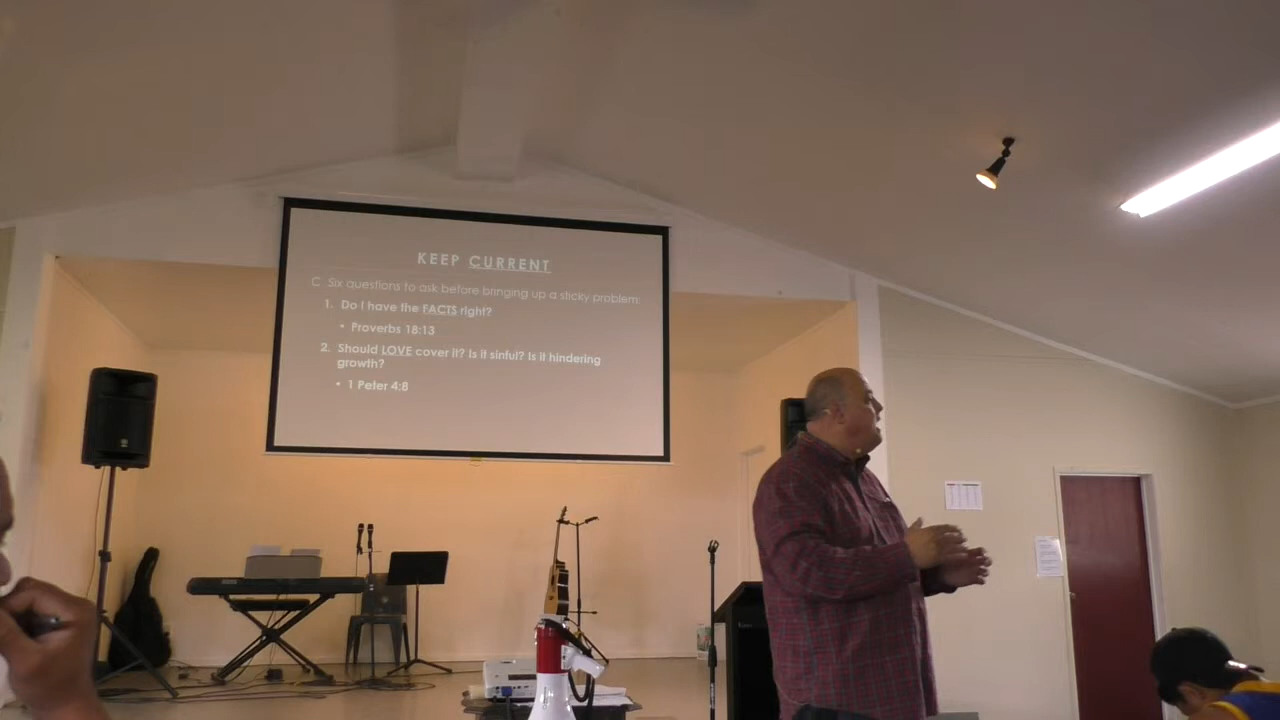 KEEP CURRENT
C Six questions to ask before bringing up a sticky problem:
1. Do I have the FACTS right?
• Proverbs 18:13
2. Should LOVE cover it? Is it sinful? Is it hindering
growth?
• 1 Peter 4:8